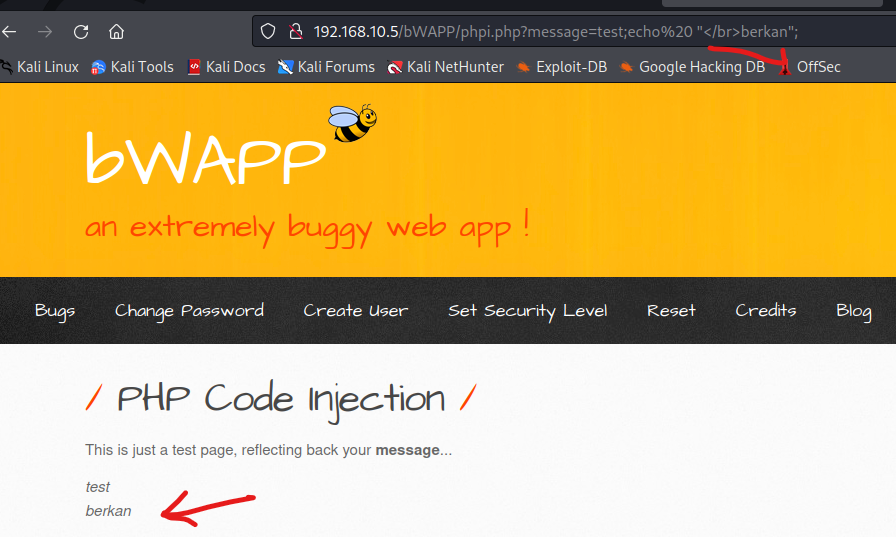 192.168.10.5/bWAPP/phpi.php?message=test;echo%20 "</br>berkan";
Kali Linux Kali Tools Kali Docs Kali Forums Kali NetHunter Exploit-DB Google Hacking DB OffSec
bWAPP
an extremely buggy web app !
Bugs Change Password Create User Set Security Level Reset Credits Blog
/ PHP Code Injection /
This is just a test page, reflecting back your message...
test
berkan